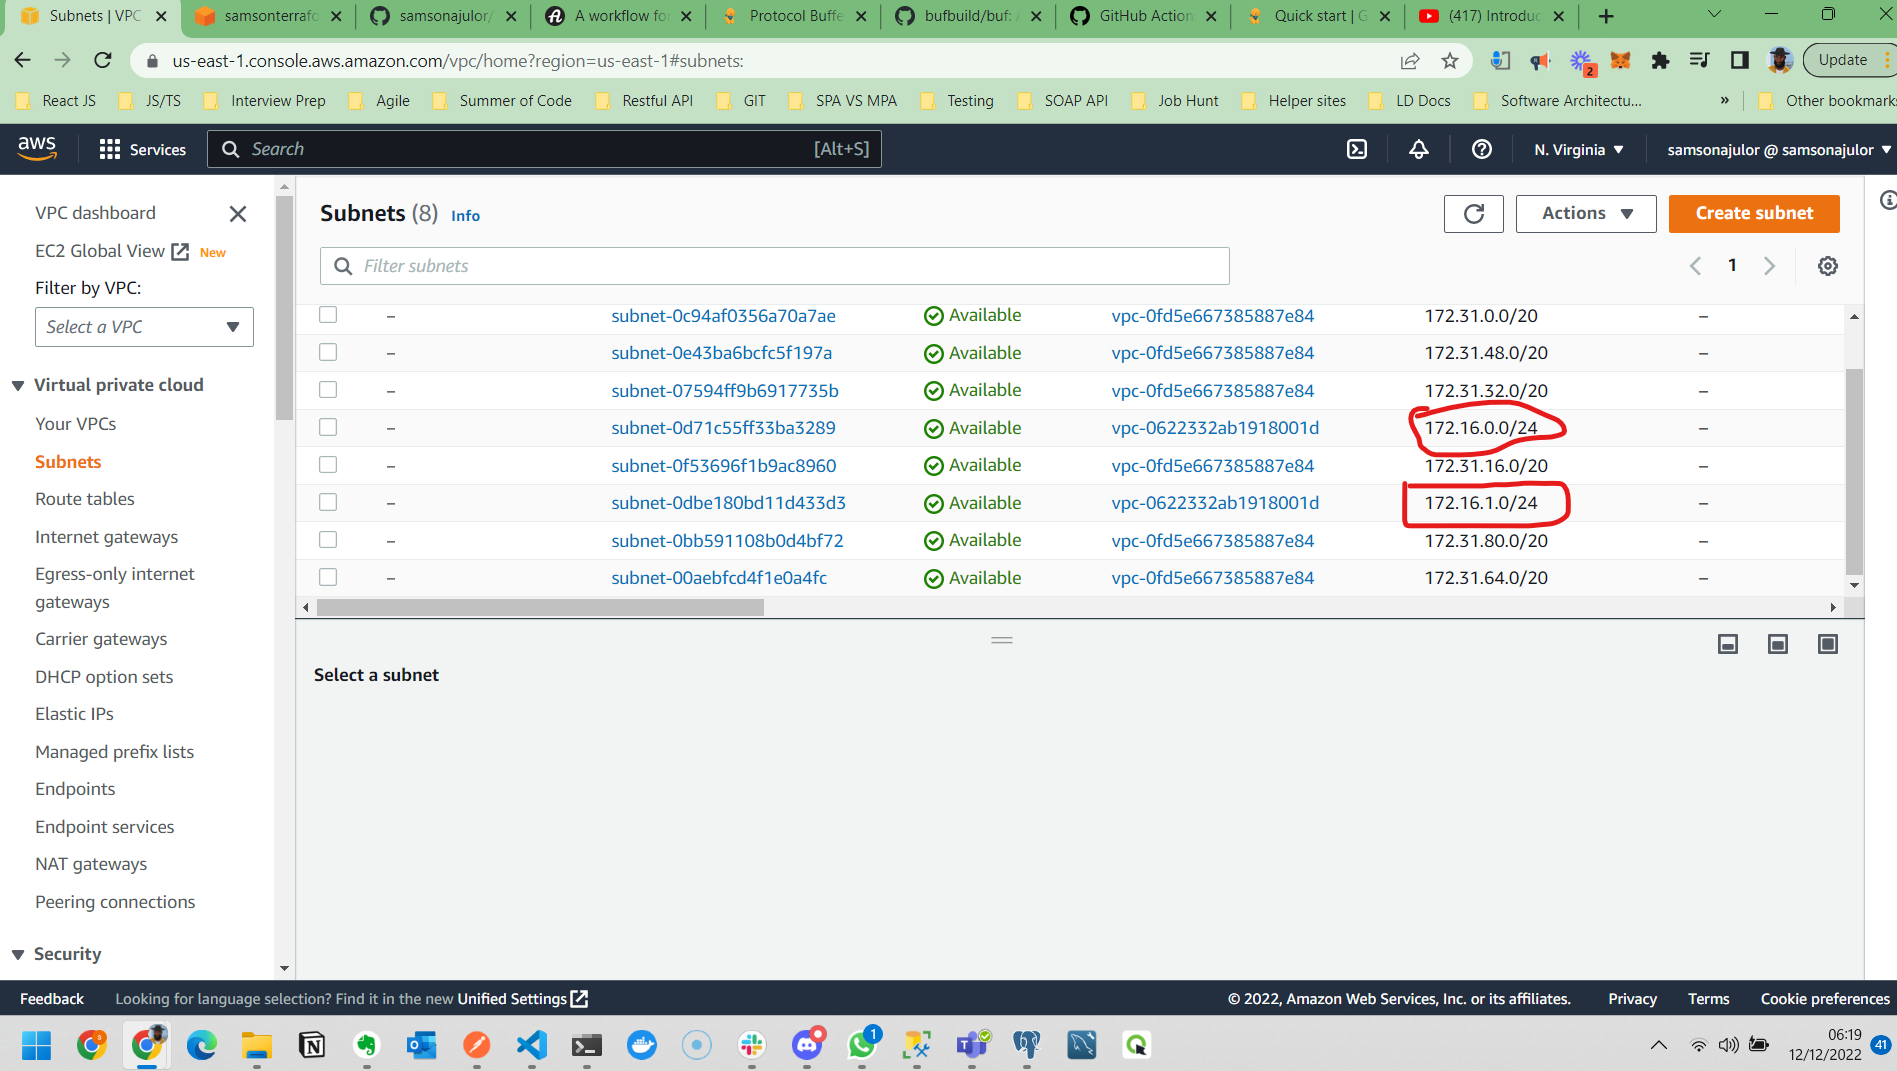 Subnets | VPC
samsonterrafo
samsonajulor/
A workflow fo
Protocol Buffe
bufbuild/buf: A
GitHub Action
Quick start | G
(417) Introduc
us-east-1.console.aws.amazon.com/vpc/home?region=us-east-1#subnets:
2
Update
React JS
JS/TS
Interview Prep
Agile
Summer of Code
Restful API
GIT
SPA VS MPA
Testing
SOAP API
Job Hunt
Helper sites
LD Docs
Software Architectu...
»
Other bookmarks
aws
Services
Search
[Alt+S]
N. Virginia
samsonajulor @ samsonajulor
VPC dashboard
EC2 Global View New
Filter by VPC:
Select a VPC
Virtual private cloud
Your VPCs
Subnets
Route tables
Internet gateways
Egress-only internet
gateways
Carrier gateways
DHCP option sets
Elastic IPs
Managed prefix lists
Endpoints
Endpoint services
NAT gateways
Peering connections
Security
Subnets (8) Info
Actions
Create subnet
Filter subnets
1
– subnet-0c94af0356a70a7ae Available vpc-0fd5e667385887e84 172.31.0.0/20 –
– subnet-0e43ba6bcfc5f197a Available vpc-0fd5e667385887e84 172.31.48.0/20 –
– subnet-07594ff9b6917735b Available vpc-0fd5e667385887e84 172.31.32.0/20 –
– subnet-0d71c55ff33ba3289 Available vpc-0622332ab1918001d 172.16.0.0/24 –
– subnet-0f53696f1b9ac8960 Available vpc-0fd5e667385887e84 172.31.16.0/20 –
– subnet-0dbe180bd11d433d3 Available vpc-0622332ab1918001d 172.16.1.0/24 –
– subnet-0bb591108b0d4bf72 Available vpc-0fd5e667385887e84 172.31.80.0/20 –
– subnet-00aebfcd4f1e0a4fc Available vpc-0fd5e667385887e84 172.31.64.0/20 –
Select a subnet
Feedback
Looking for language selection? Find it in the new Unified Settings
© 2022, Amazon Web Services, Inc. or its affiliates.
Privacy
Terms
Cookie preferences
1
06:19
12/12/2022
41